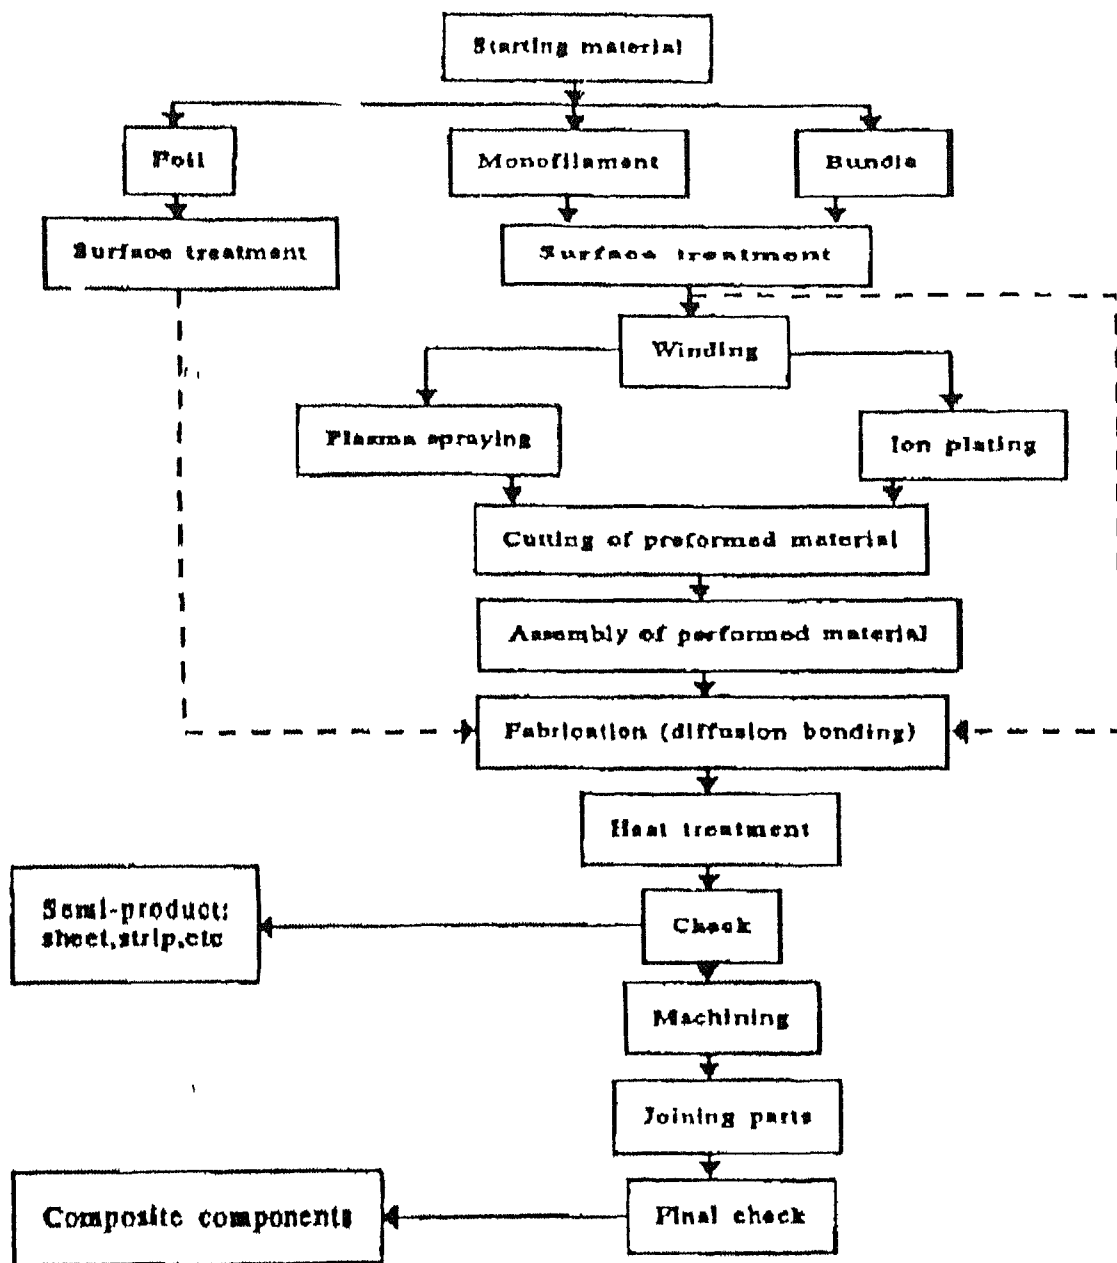 Starting material
Foil
Monofilament
Bundle
Surface treatment
Surface treatment
Winding
Plasma spraying
Ion plating
Cutting of preformed material
Assembly of performed material
Fabrication (diffusion bonding)
Heat treatment
Semi-product:
sheet,strip,etc
Check
Machining
Joining parts
Composite components
Final check